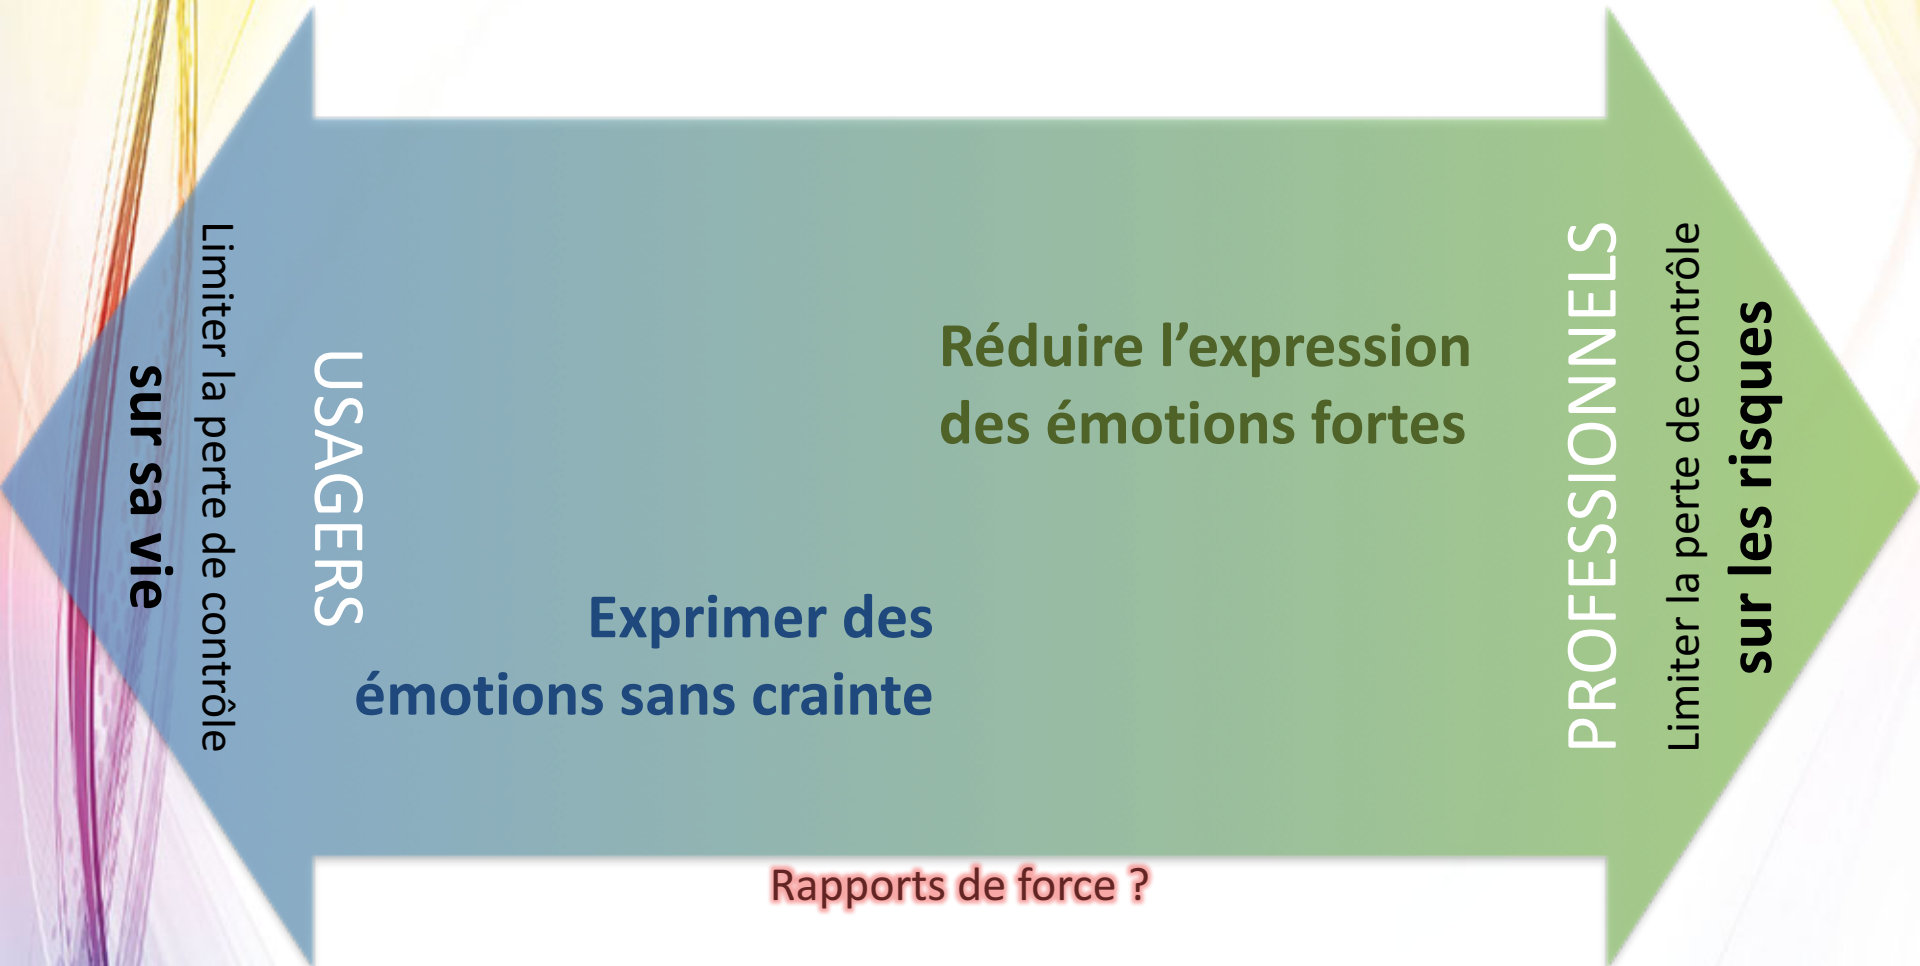 sur sa vie
Limiter la perte de contrôle
USAGERS
Réduire l’expression
des émotions fortes
Exprimer des
émotions sans crainte
PROFESSIONNELS
Limiter la perte de contrôle
sur les risques
Rapports de force ?